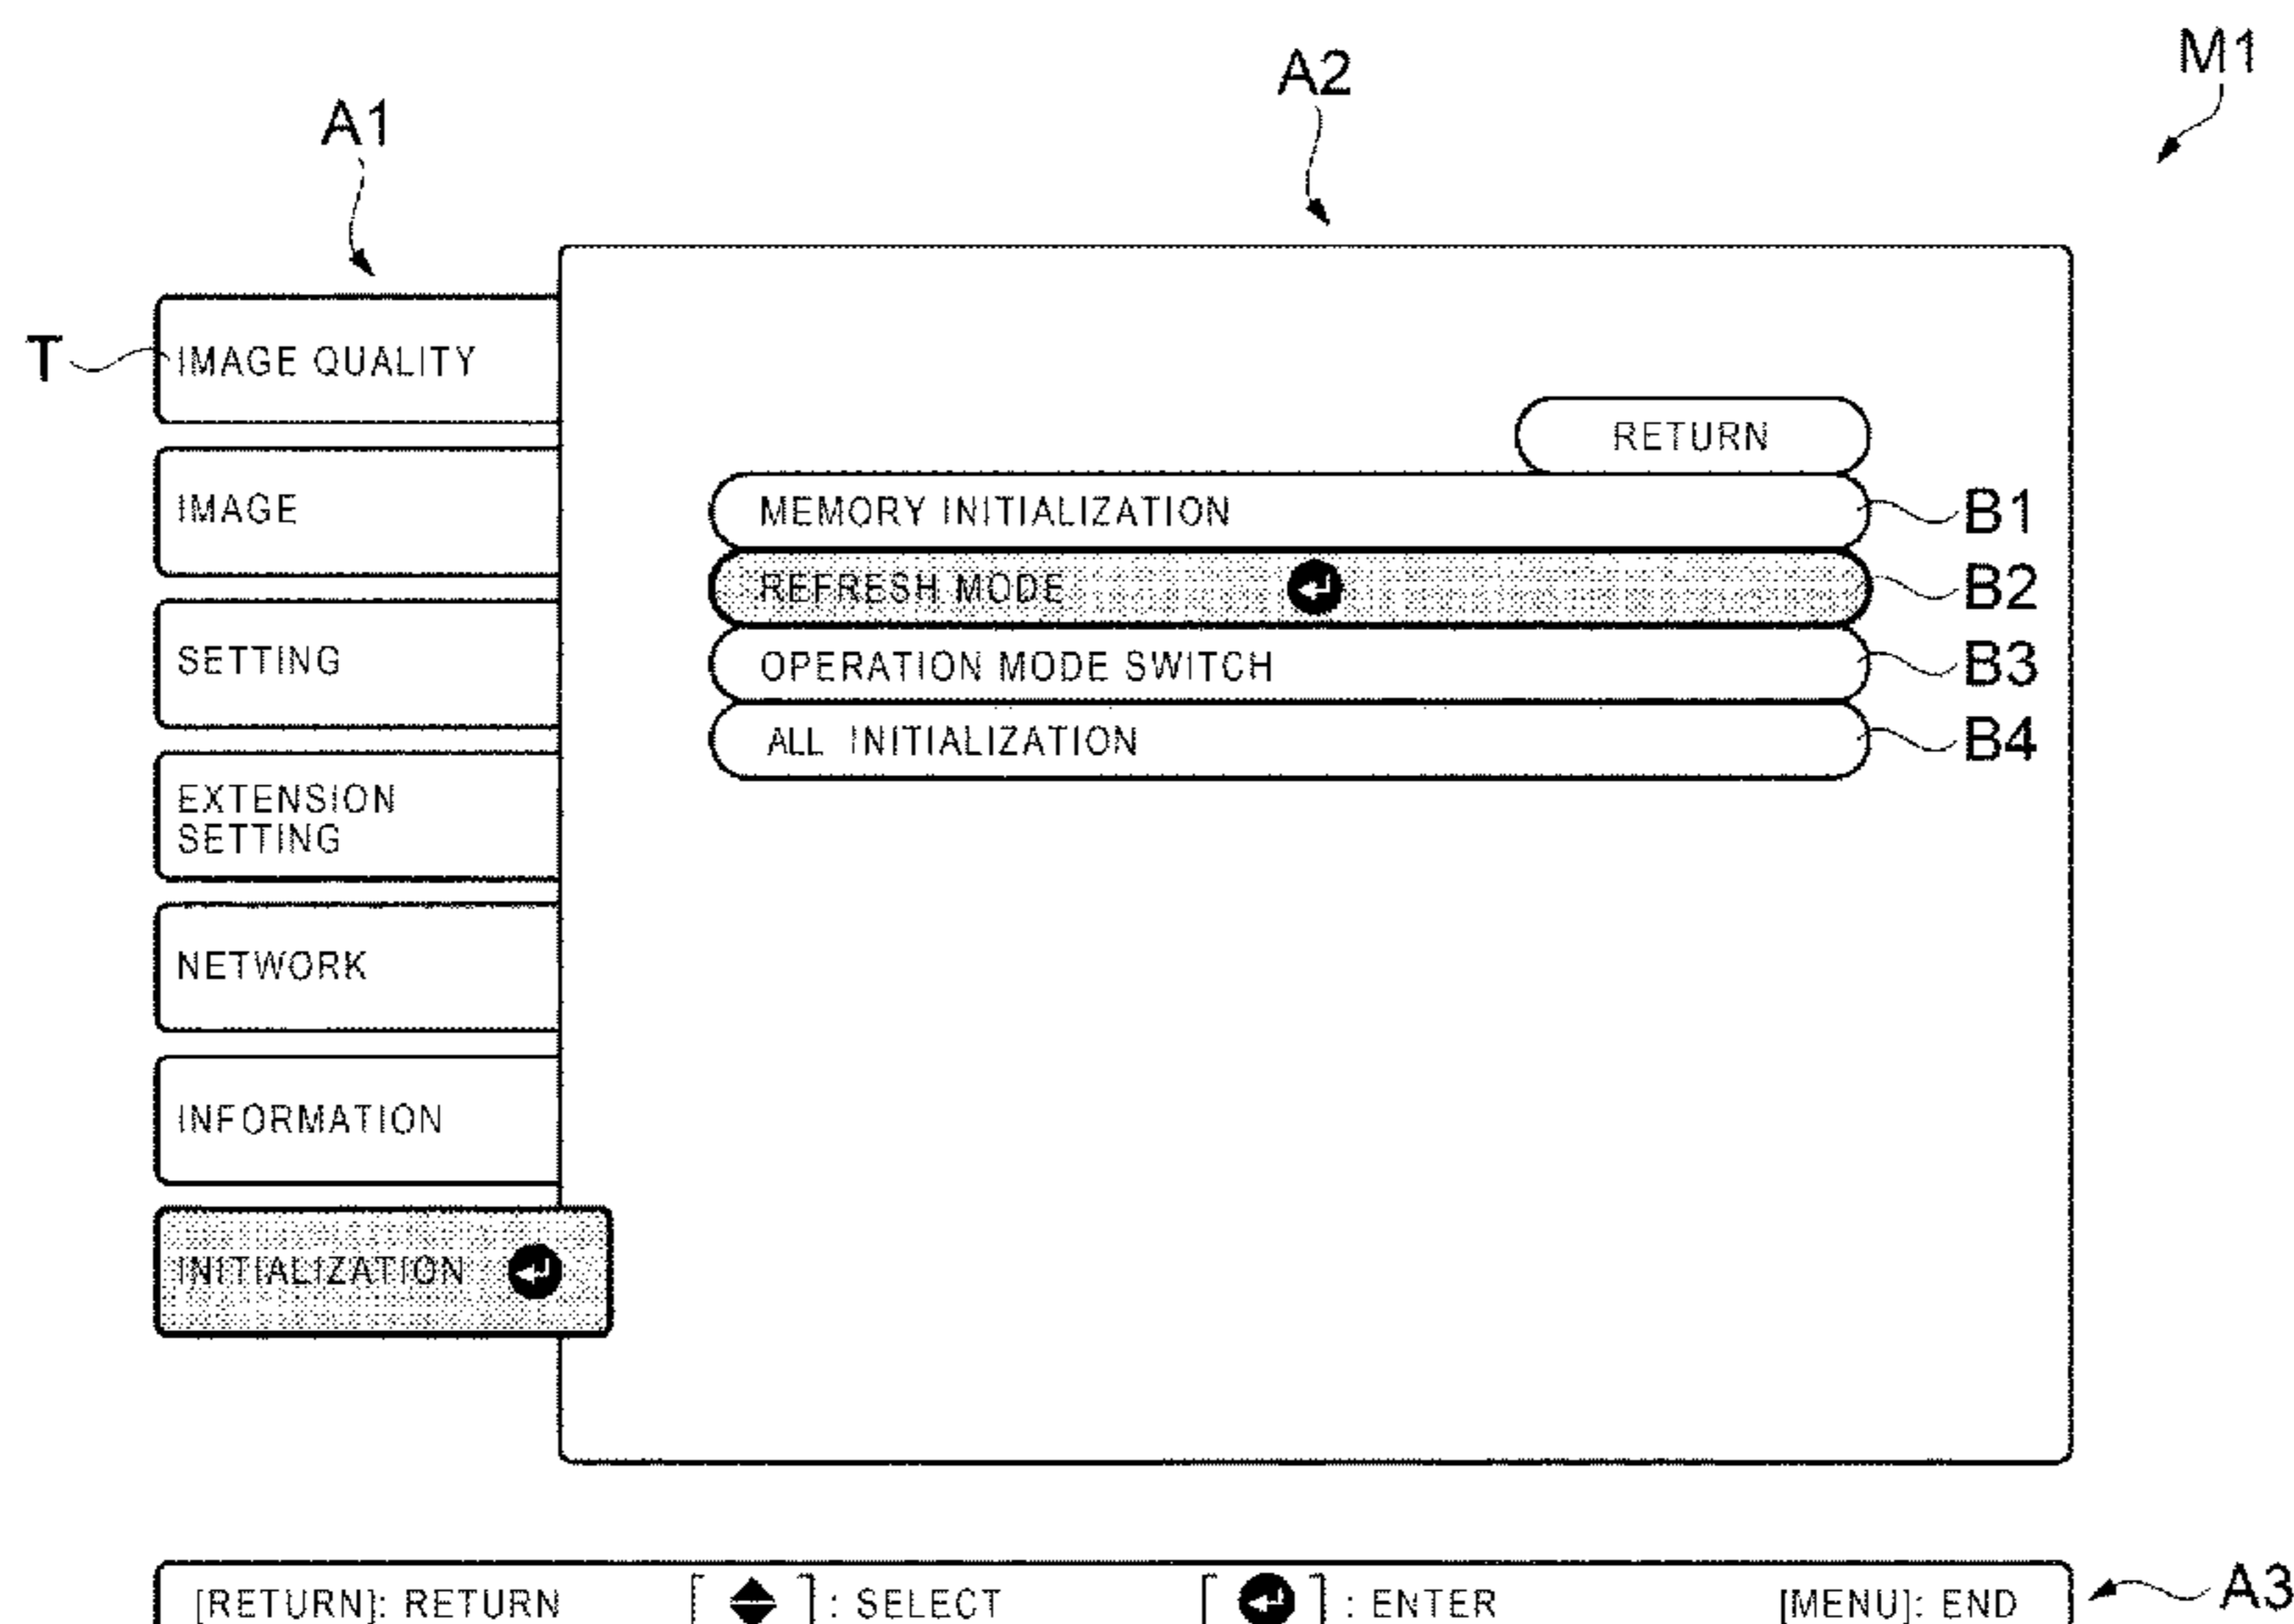 M1
A2
A1
T
IMAGE QUALITY
IMAGE
SETTING
EXTENSION
SETTING
NETWORK
INFORMATION
INITIALIZATION
RETURN
MEMORY INITIALIZATION
B1
REFRESH MODE
B2
OPERATION MODE SWITCH
B3
ALL INITIALIZATION
B4
[RETURN]: RETURN [ ]: SELECT [ ]: ENTER [MENU]: END
A3